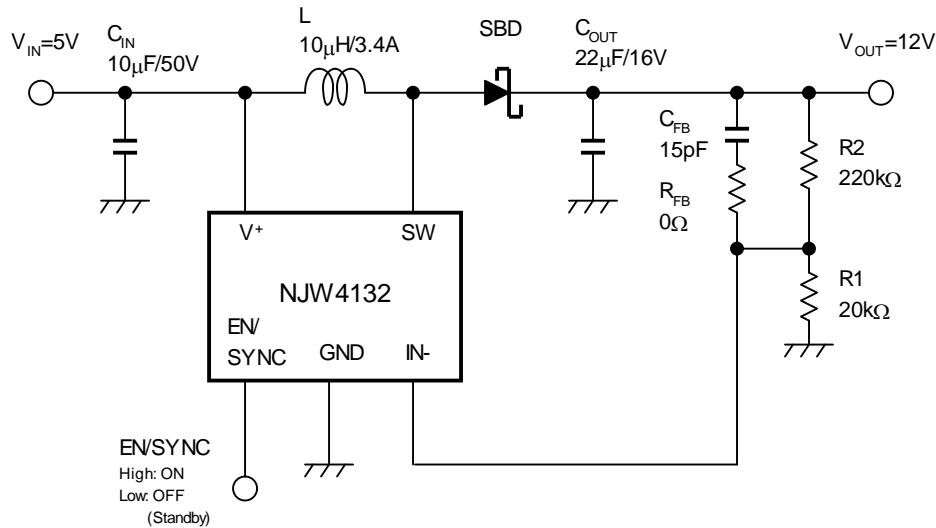 V_IN=5V
C_IN
10µF/50V
L
10µH/3.4A
SBD
C_OUT
22µF/16V
V_OUT=12V
C_FB
15pF
R_FB
0Ω
R2
220kΩ
R1
20kΩ
V⁺
SW
NJW4132
EN/
SYNC
GND
IN-
EN/SYNC
High: ON
Low: OFF
(Standby)